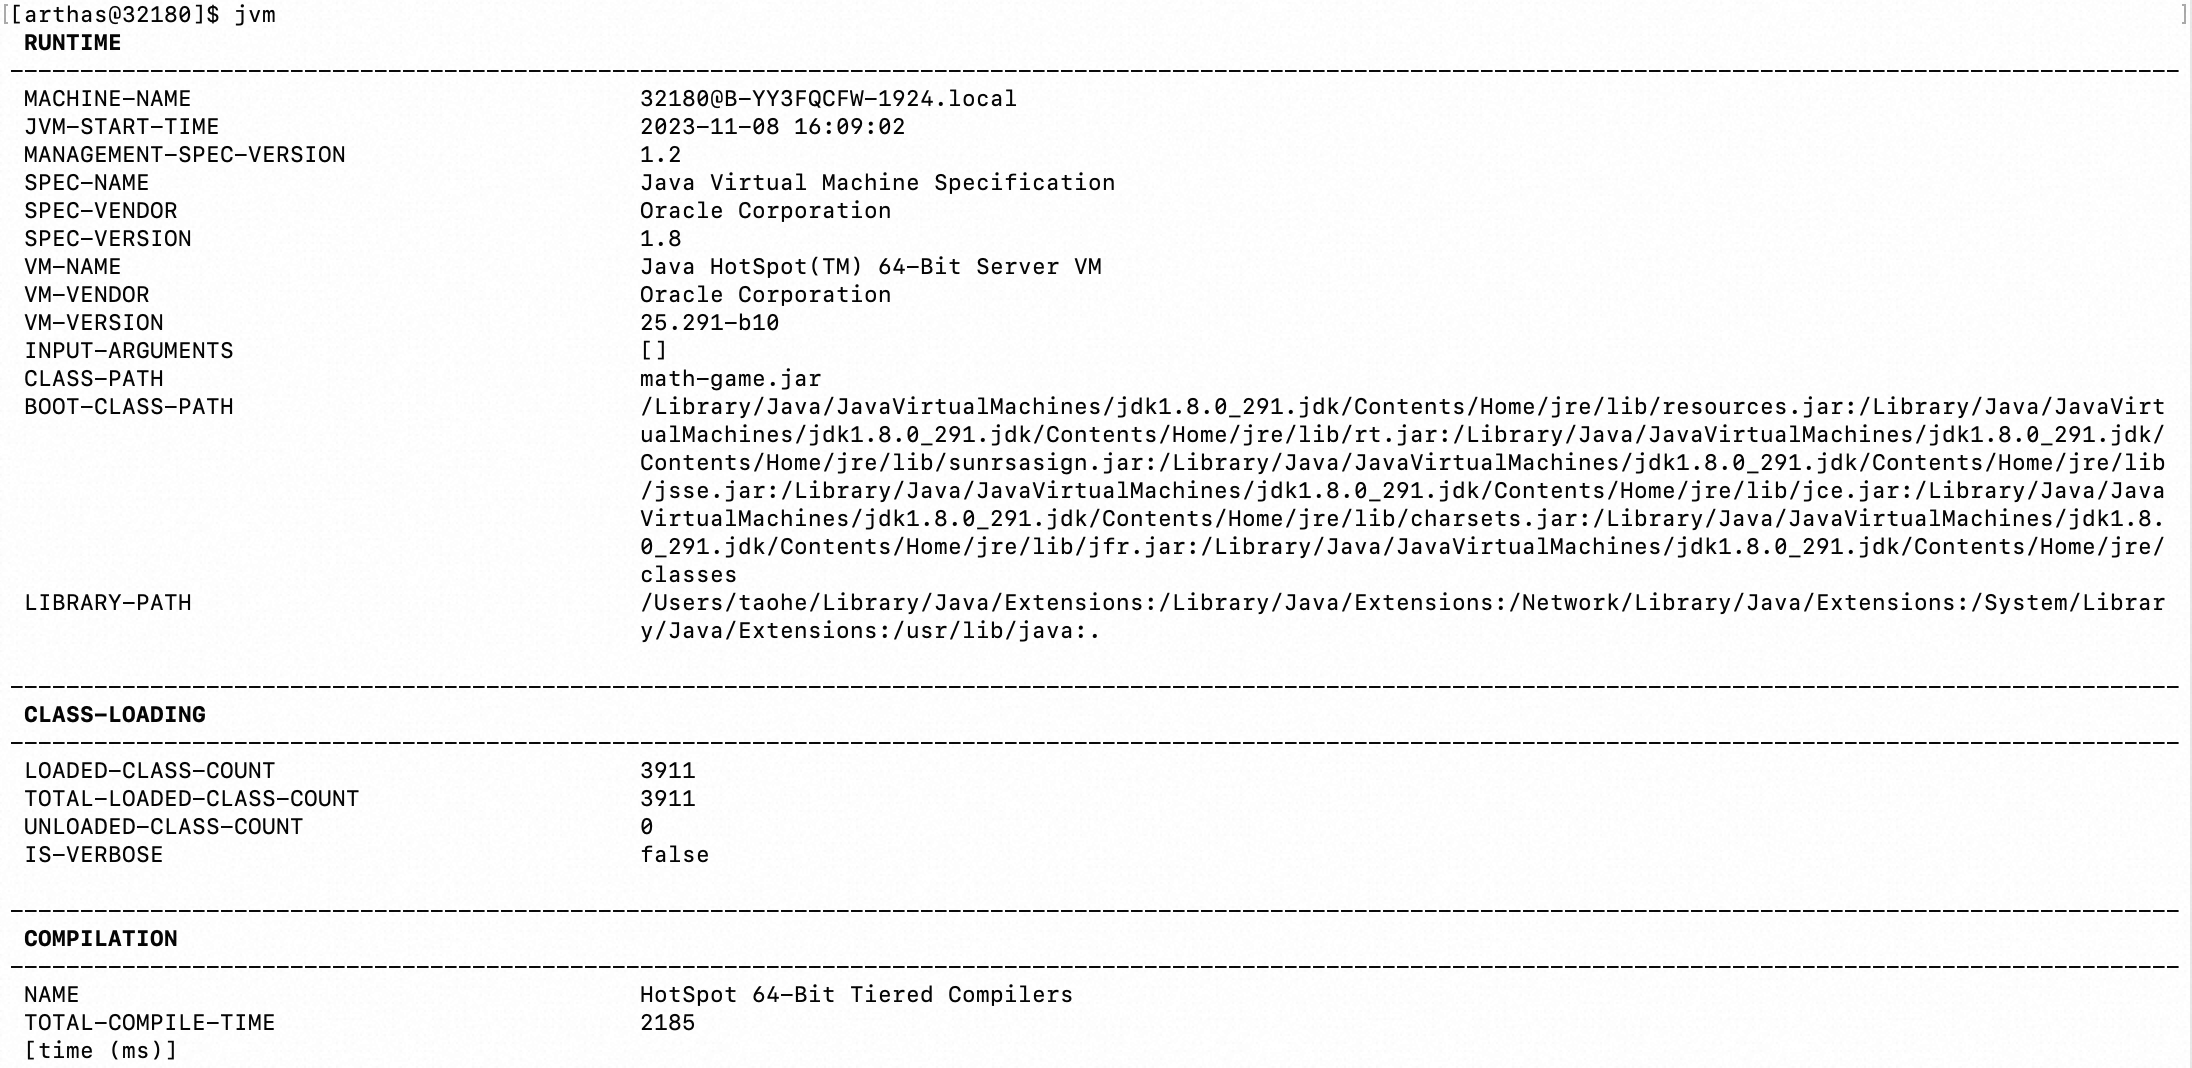 [[arthas@32180]$ jvm ]
RUNTIME
MACHINE-NAME 32180@B-YY3FQCFW-1924.local
JVM-START-TIME 2023-11-08 16:09:02
MANAGEMENT-SPEC-VERSION 1.2
SPEC-NAME Java Virtual Machine Specification
SPEC-VENDOR Oracle Corporation
SPEC-VERSION 1.8
VM-NAME Java HotSpot(TM) 64-Bit Server VM
VM-VENDOR Oracle Corporation
VM-VERSION 25.291-b10
INPUT-ARGUMENTS []
CLASS-PATH math-game.jar
BOOT-CLASS-PATH /Library/Java/JavaVirtualMachines/jdk1.8.0_291.jdk/Contents/Home/jre/lib/resources.jar:/Library/Java/JavaVirt
ualMachines/jdk1.8.0_291.jdk/Contents/Home/jre/lib/rt.jar:/Library/Java/JavaVirtualMachines/jdk1.8.0_291.jdk/
Contents/Home/jre/lib/sunrsasign.jar:/Library/Java/JavaVirtualMachines/jdk1.8.0_291.jdk/Contents/Home/jre/lib
/jsse.jar:/Library/Java/JavaVirtualMachines/jdk1.8.0_291.jdk/Contents/Home/jre/lib/jce.jar:/Library/Java/Java
VirtualMachines/jdk1.8.0_291.jdk/Contents/Home/jre/lib/charsets.jar:/Library/Java/JavaVirtualMachines/jdk1.8.
0_291.jdk/Contents/Home/jre/lib/jfr.jar:/Library/Java/JavaVirtualMachines/jdk1.8.0_291.jdk/Contents/Home/jre/
classes
LIBRARY-PATH /Users/taohe/Library/Java/Extensions:/Library/Java/Extensions:/Network/Library/Java/Extensions:/System/Librar
y/Java/Extensions:/usr/lib/java:.
CLASS-LOADING
LOADED-CLASS-COUNT 3911
TOTAL-LOADED-CLASS-COUNT 3911
UNLOADED-CLASS-COUNT 0
IS-VERBOSE false
COMPILATION
NAME HotSpot 64-Bit Tiered Compilers
TOTAL-COMPILE-TIME 2185
[time (ms)]